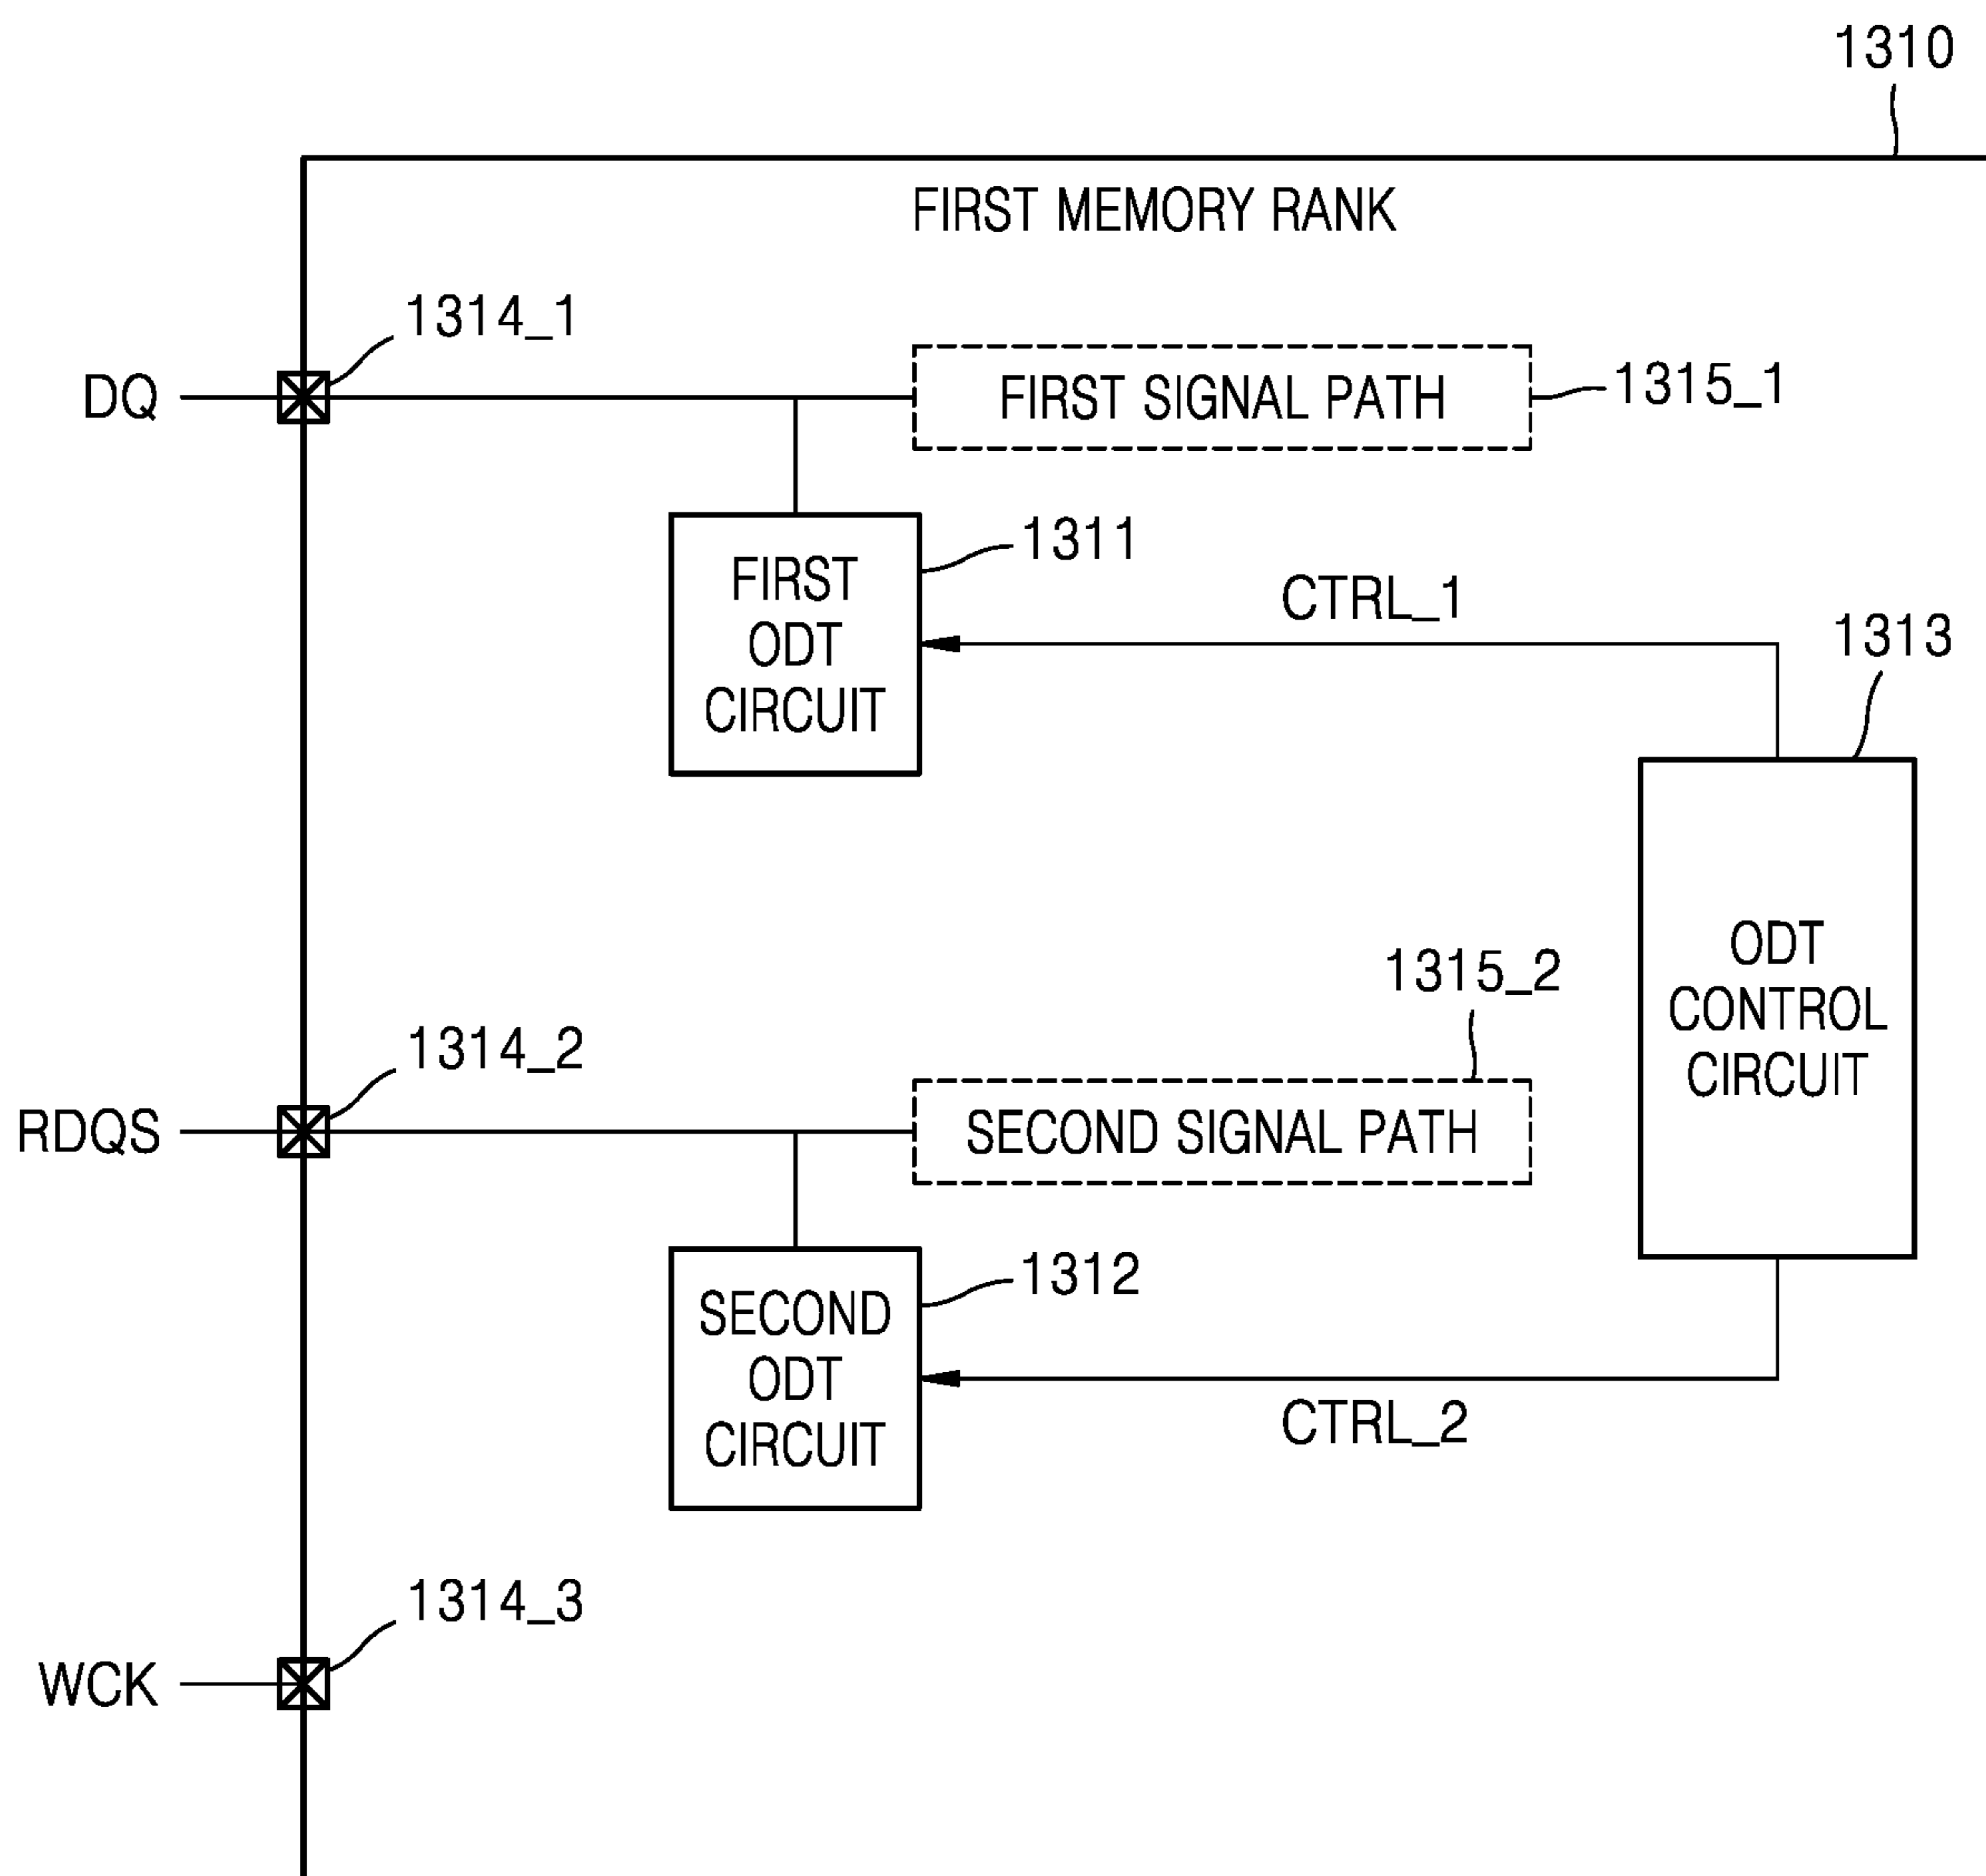 1310
FIRST MEMORY RANK
1314_1
DQ
FIRST SIGNAL PATH
1315_1
1311
FIRST
ODT
CIRCUIT
CTRL_1
1313
ODT
CONTROL
CIRCUIT
1315_2
1314_2
RDQS
SECOND SIGNAL PATH
1312
SECOND
ODT
CIRCUIT
CTRL_2
1314_3
WCK